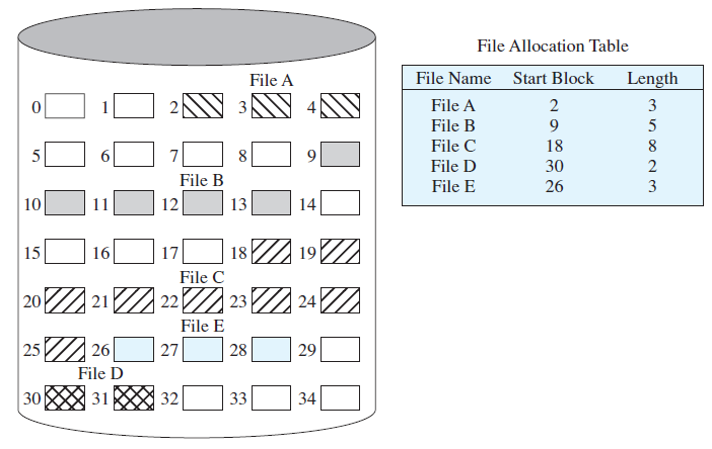 File Allocation Table
File Name Start Block Length
File A 2 3
File B 9 5
File C 18 8
File D 30 2
File E 26 3
File A
0 1 2 3 4
5 6 7 8 9
File B
10 11 12 13 14
15 16 17 18 19
File C
20 21 22 23 24
File E
25 26 27 28 29
File D
30 31 32 33 34